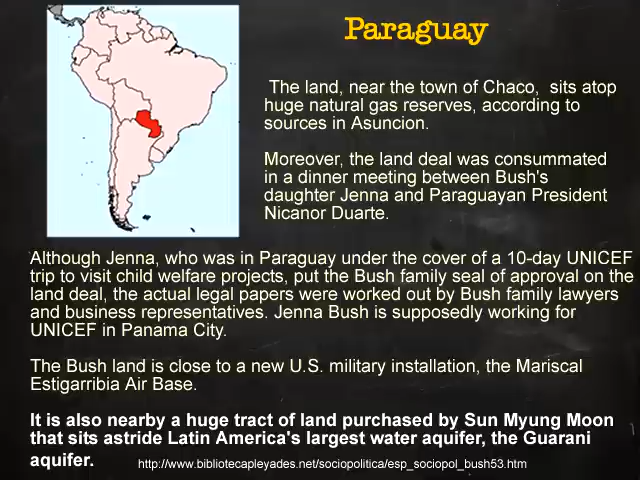 Paraguay
The land, near the town of Chaco, sits atop
huge natural gas reserves, according to
sources in Asuncion.
Moreover, the land deal was consummated
in a dinner meeting between Bush's
daughter Jenna and Paraguayan President
Nicanor Duarte.
Although Jenna, who was in Paraguay under the cover of a 10-day UNICEF
trip to visit child welfare projects, put the Bush family seal of approval on the
land deal, the actual legal papers were worked out by Bush family lawyers
and business representatives. Jenna Bush is supposedly working for
UNICEF in Panama City.
The Bush land is close to a new U.S. military installation, the Mariscal
Estigarribia Air Base.
It is also nearby a huge tract of land purchased by Sun Myung Moon
that sits astride Latin America's largest water aquifer, the Guarani
aquifer.
http://www.bibliotecapleyades.net/sociopolitica/esp_sociopol_bush53.htm